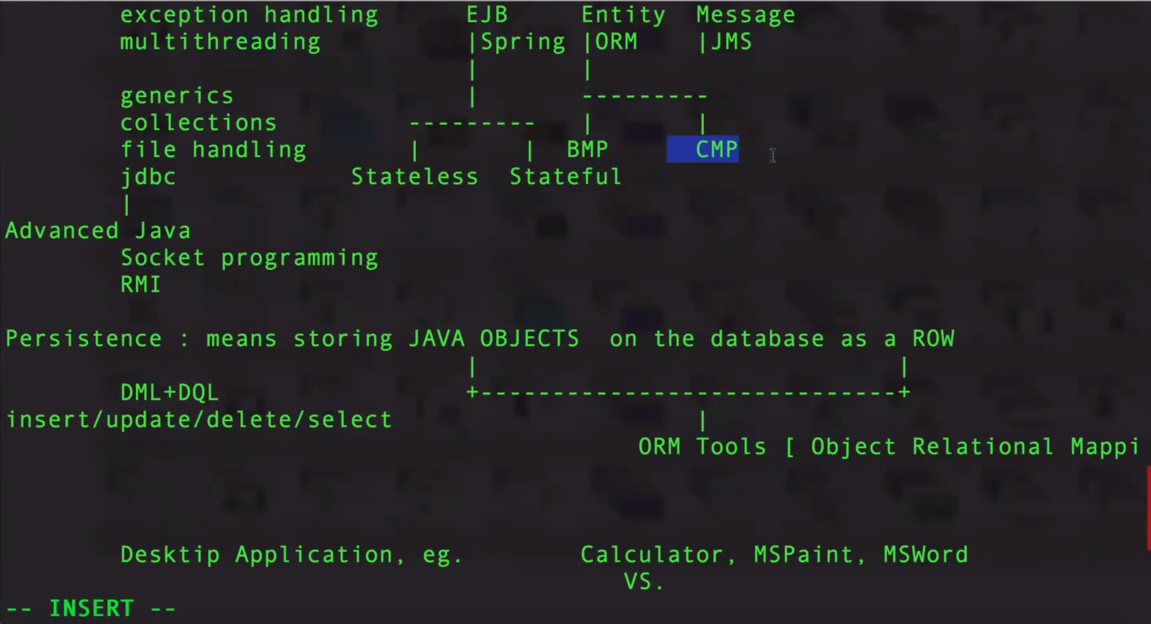 exception handling EJB Entity Message
multithreading |Spring |ORM |JMS
| |
generics | ---------
collections --------- | |
file handling | | BMP CMP
jdbc Stateless Stateful
|
Advanced Java
Socket programming
RMI
Persistence : means storing JAVA OBJECTS on the database as a ROW
| |
DML+DQL +-----------------------------+
insert/update/delete/select |
ORM Tools [ Object Relational Mappi
Desktip Application, eg. Calculator, MSPaint, MSWord
VS.
-- INSERT --